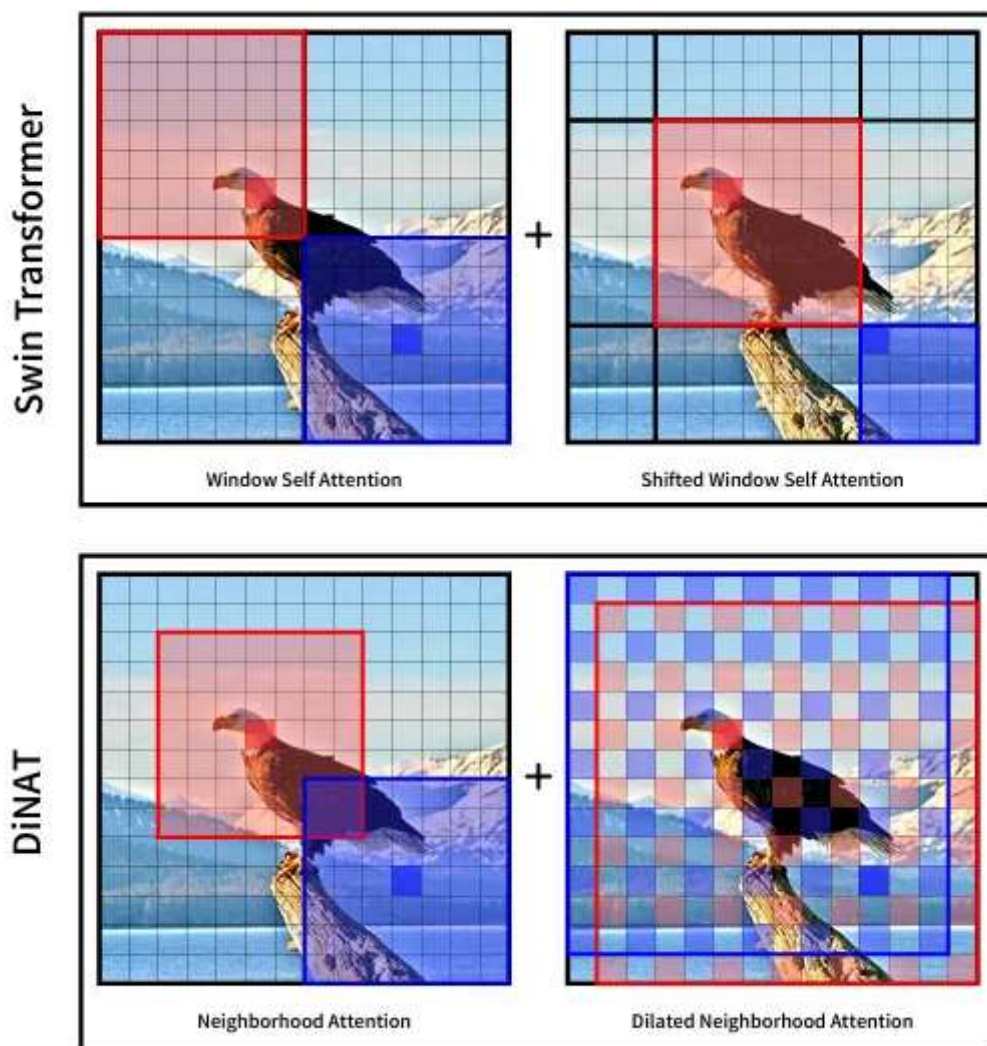 Swin Transformer
+
Window Self Attention
Shifted Window Self Attention
DiNAT
+
Neighborhood Attention
Dilated Neighborhood Attention